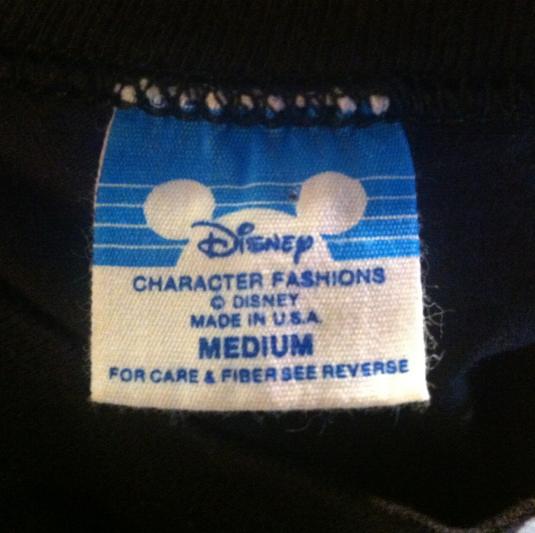 Disney
CHARACTER FASHIONS
© DISNEY
MADE IN U.S.A.
MEDIUM
FOR CARE & FIBER SEE REVERSE